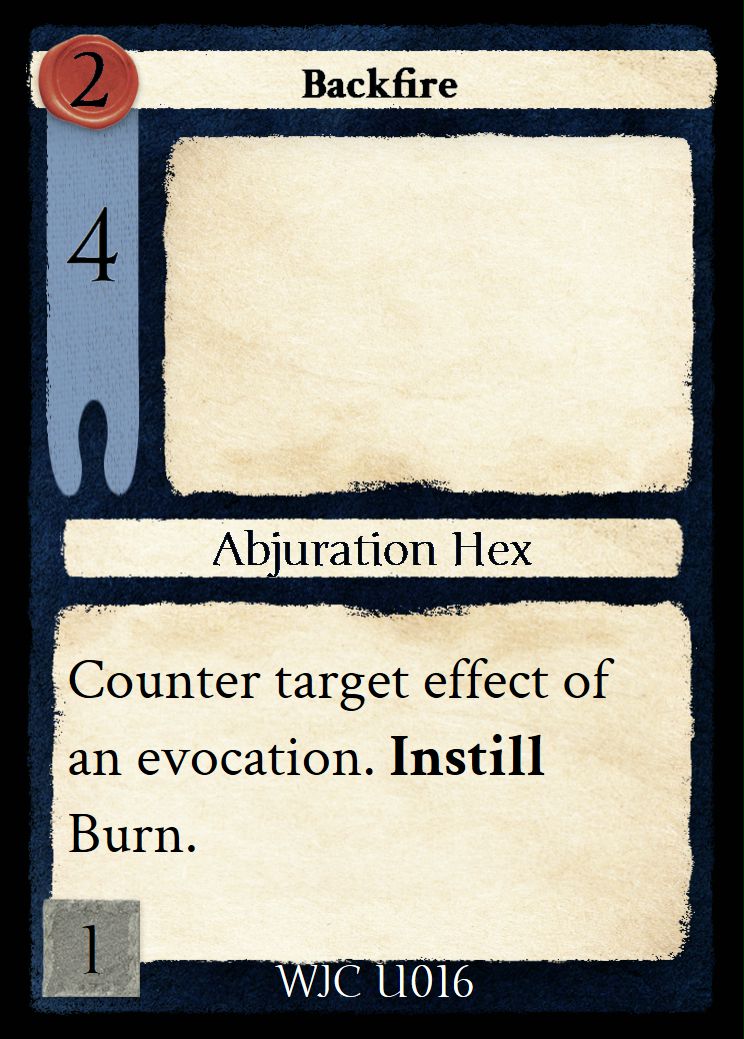 2
Backfire
4
Abjuration Hex
Counter target effect of
an evocation. Instill
Burn.
1
WJC U016